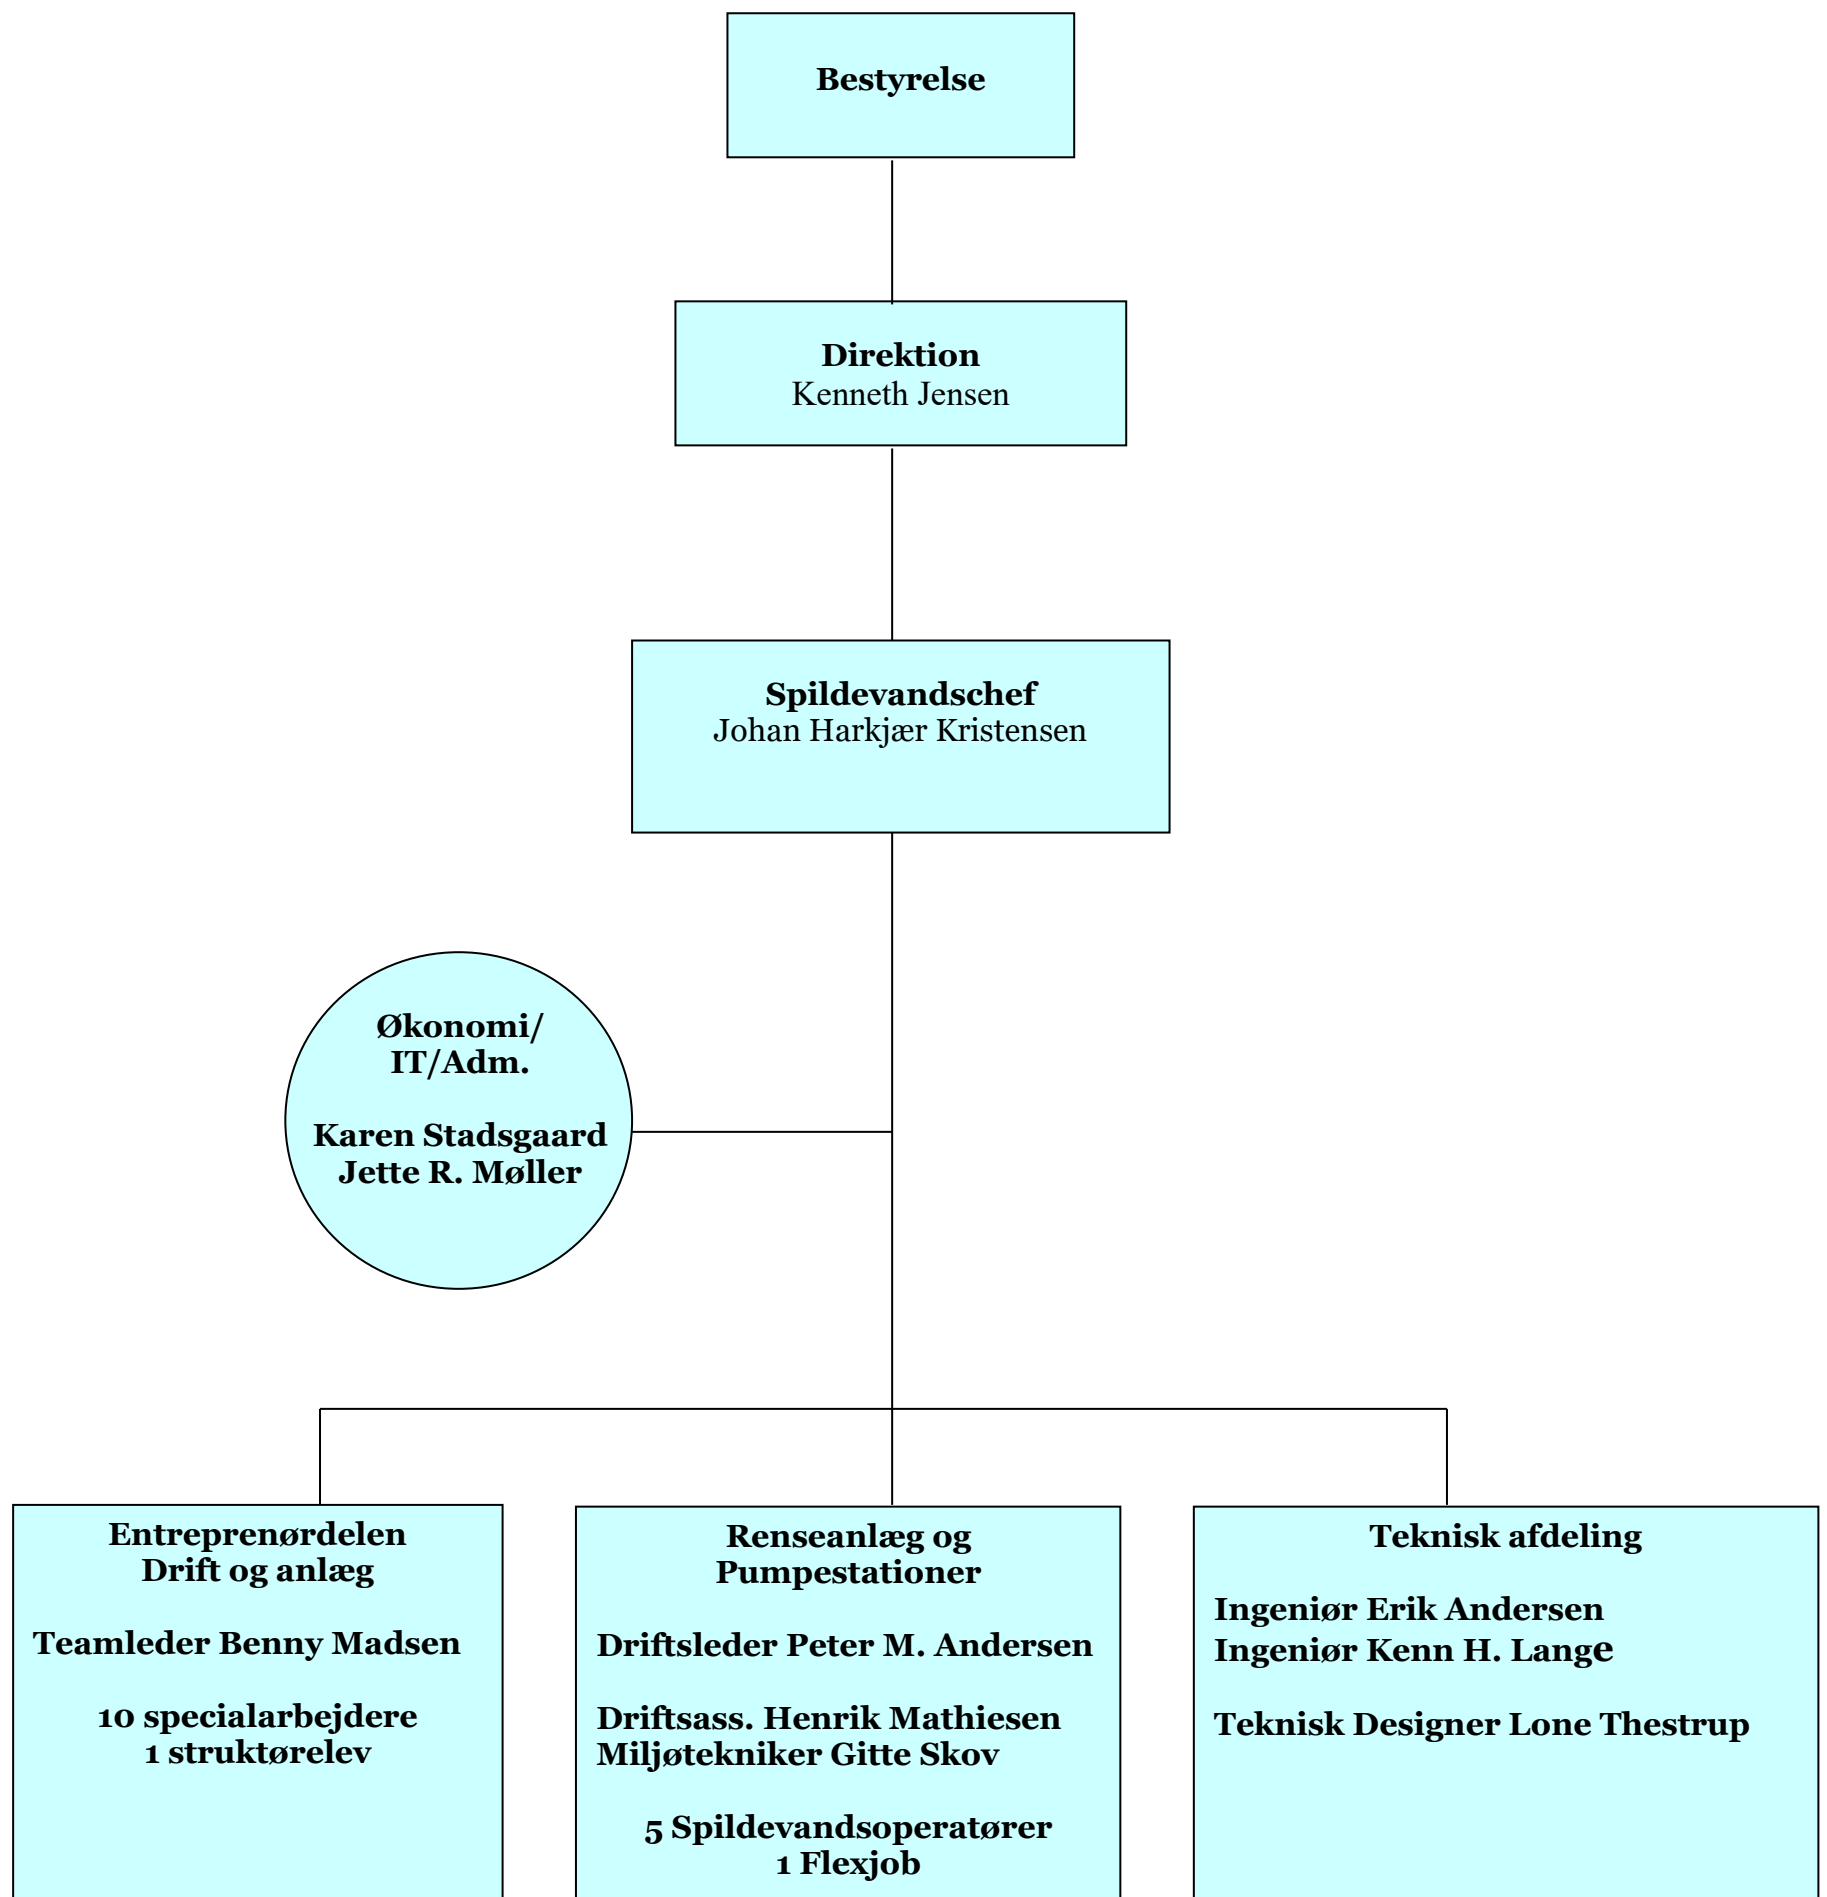 Bestyrelse
Direktion
Kenneth Jensen
Spildevandschef
Johan Harkjær Kristensen
Økonomi/
IT/Adm.
Karen Stadsgaard
Jette R. Møller
Entreprenørdelen
Drift og anlæg
Teamleder Benny Madsen
10 specialarbejdere
1 struktørelev
Renseanlæg og
Pumpestationer
Driftsleder Peter M. Andersen
Driftsass. Henrik Mathiesen
Miljøtekniker Gitte Skov
5 Spildevandsoperatører
1 Flexjob
Teknisk afdeling
Ingeniør Erik Andersen
Ingeniør Kenn H. Lange
Teknisk Designer Lone Thestrup